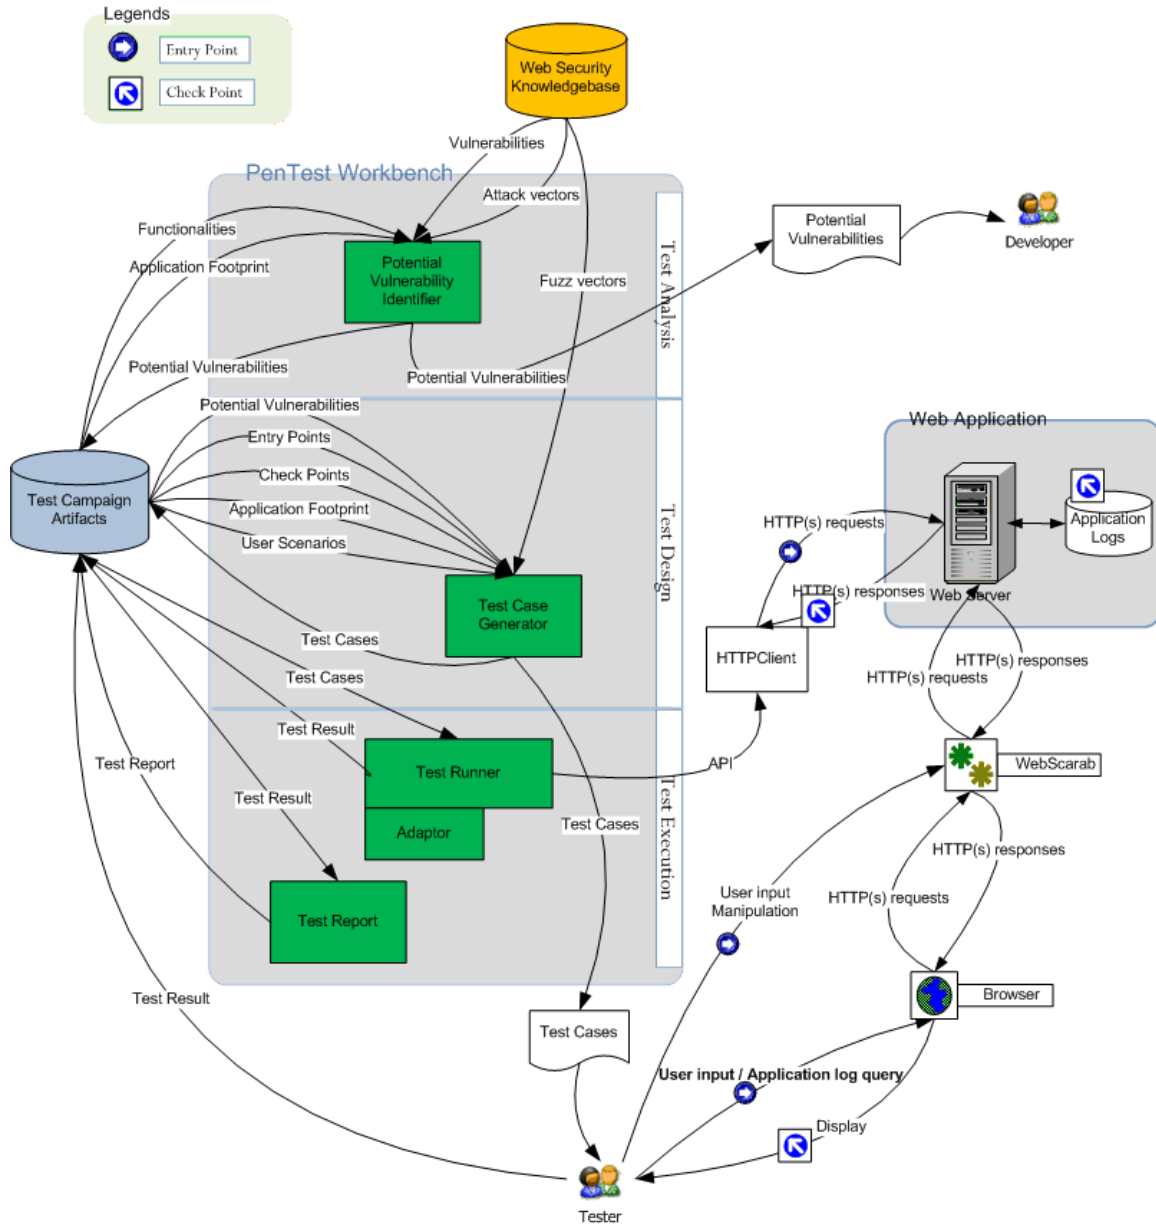 Legends
Entry Point
Check Point
Web Security
Knowledgebase
Vulnerabilities
PenTest Workbench
Attack vectors
Functionalities
Application Footprint
Potential
Vulnerability
Identifier
Fuzz vectors
Test Analysis
Potential
Vulnerabilities
Developer
Potential Vulnerabilities
Potential Vulnerabilities
Potential Vulnerabilities
Entry Points
Check Points
Application Footprint
User Scenarios
Test Campaign
Artifacts
Test Design
Test Case
Generator
Test Cases
Test Cases
Web Application
HTTP(s) requests
Application
Logs
HTTP(s) responses
Web Server
HTTPClient
HTTP(s) responses
HTTP(s) requests
Test Result
Test Runner
API
Test Report
Test Result
Adaptor
Test Cases
Test Execution
WebScarab
HTTP(s) responses
HTTP(s) requests
User input
Manipulation
Test Report
Browser
Test Result
Test Cases
User input / Application log query
Display
Tester